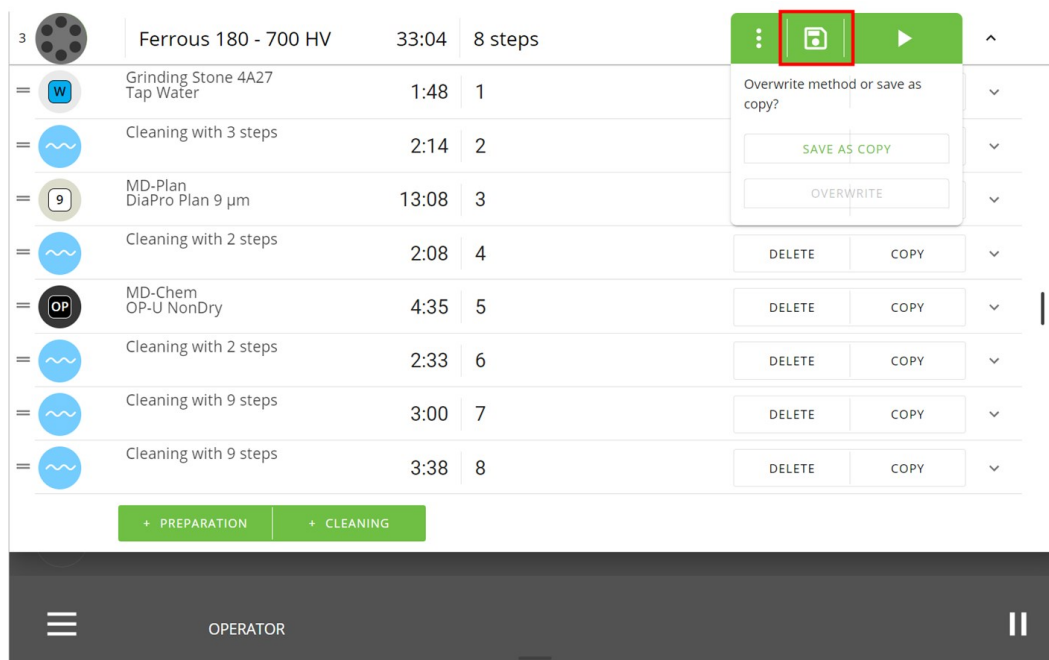 3 Ferrous 180 - 700 HV 33:04 8 steps
Overwrite method or save as
copy?
SAVE AS COPY
OVERWRITE
W Grinding Stone 4A27
Tap Water 1:48 1
Cleaning with 3 steps 2:14 2
9 MD-Plan
DiaPro Plan 9 μm 13:08 3
Cleaning with 2 steps 2:08 4 DELETE COPY
OP MD-Chem
OP-U NonDry 4:35 5 DELETE COPY
Cleaning with 2 steps 2:33 6 DELETE COPY
Cleaning with 9 steps 3:00 7 DELETE COPY
Cleaning with 9 steps 3:38 8 DELETE COPY
+ PREPARATION + CLEANING
OPERATOR